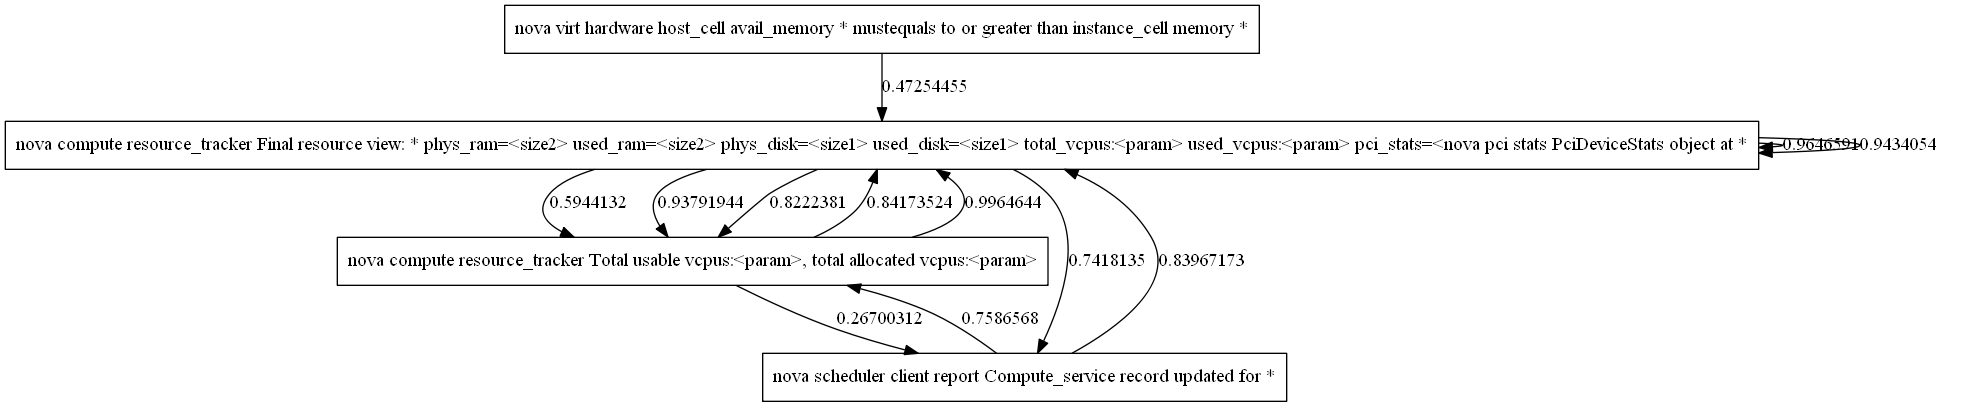 nova virt hardware host_cell avail_memory * mustequals to or greater than instance_cell memory *
0.47254455
nova compute resource_tracker Final resource view: * phys_ram=<size2> used_ram=<size2> phys_disk=<size1> used_disk=<size1> total_vcpus:<param> used_vcpus:<param> pci_stats=<nova pci stats PciDeviceStats object at *
0.9434054
0.5944132
0.93791944
0.8222381
0.84173524
0.9964644
nova compute resource_tracker Total usable vcpus:<param>, total allocated vcpus:<param>
0.7418135
0.83967173
0.26700312
0.7586568
nova scheduler client report Compute_service record updated for *